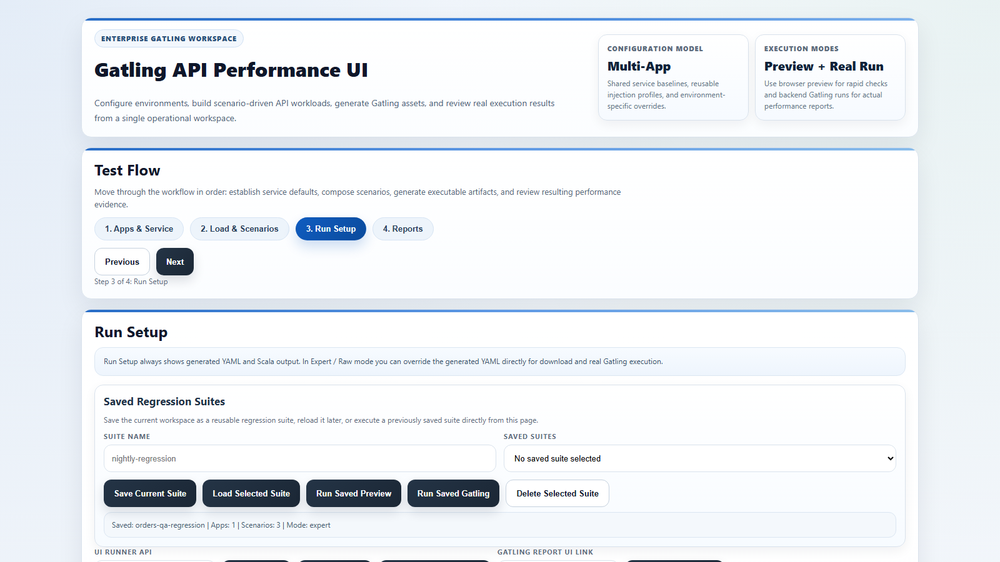 ENTERPRISE GATLING WORKSPACE
Gatling API Performance UI
Configure environments, build scenario-driven API workloads, generate Gatling assets, and review real execution results
from a single operational workspace.
CONFIGURATION MODEL
Multi-App
Shared service baselines, reusable
injection profiles, and environment-
specific overrides.
EXECUTION MODES
Preview + Real Run
Use browser preview for rapid checks
and backend Gatling runs for actual
performance reports.
Test Flow
Move through the workflow in order: establish service defaults, compose scenarios, generate executable artifacts, and review resulting performance
evidence.
1. Apps & Service
2. Load & Scenarios
3. Run Setup
4. Reports
Previous
Next
Step 3 of 4: Run Setup
Run Setup
Run Setup always shows generated YAML and Scala output. In Expert / Raw mode you can override the generated YAML directly for download and real Gatling execution.
Saved Regression Suites
Save the current workspace as a reusable regression suite, reload it later, or execute a previously saved suite directly from this page.
SUITE NAME
nightly-regression
SAVED SUITES
No saved suite selected
Save Current Suite
Load Selected Suite
Run Saved Preview
Run Saved Gatling
Delete Selected Suite
Saved: orders-qa-regression | Apps: 1 | Scenarios: 3 | Mode: expert
UI RUNNER API
GATLING REPORT UI LINK